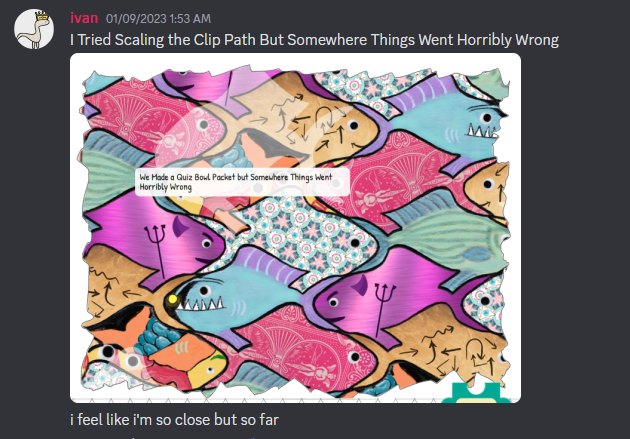 ivan 01/09/2023 1:53 AM
I Tried Scaling the Clip Path But Somewhere Things Went Horribly Wrong
We Made a Quiz Bowl Packet but Somewhere Things Went
Horribly Wrong
i feel like i'm so close but so far